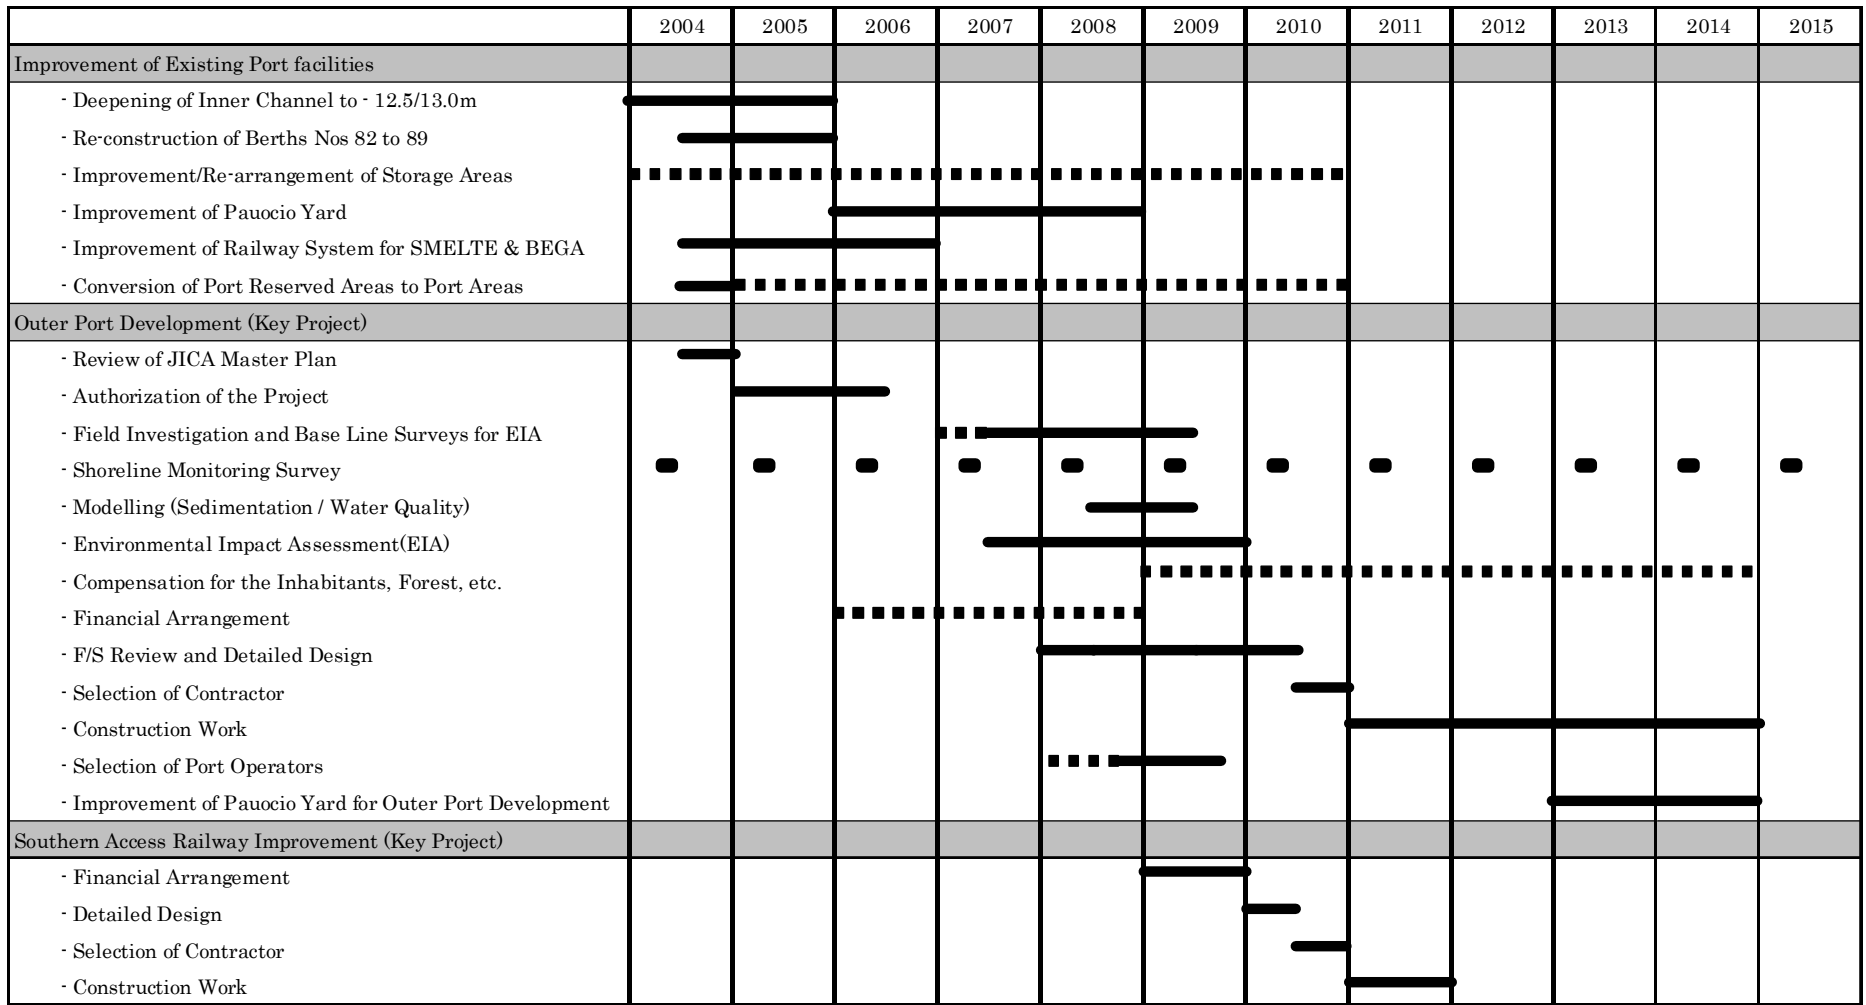 2004 2005 2006 2007 2008 2009 2010 2011 2012 2013 2014 2015
Improvement of Existing Port facilities
- Deepening of Inner Channel to - 12.5/13.0m
- Re-construction of Berths Nos 82 to 89
- Improvement/Re-arrangement of Storage Areas
- Improvement of Pauocio Yard
- Improvement of Railway System for SMELTE & BEGA
- Conversion of Port Reserved Areas to Port Areas
Outer Port Development (Key Project)
- Review of JICA Master Plan
- Authorization of the Project
- Field Investigation and Base Line Surveys for EIA
- Shoreline Monitoring Survey
- Modelling (Sedimentation / Water Quality)
- Environmental Impact Assessment(EIA)
- Compensation for the Inhabitants, Forest, etc.
- Financial Arrangement
- F/S Review and Detailed Design
- Selection of Contractor
- Construction Work
- Selection of Port Operators
- Improvement of Pauocio Yard for Outer Port Development
Southern Access Railway Improvement (Key Project)
- Financial Arrangement
- Detailed Design
- Selection of Contractor
- Construction Work